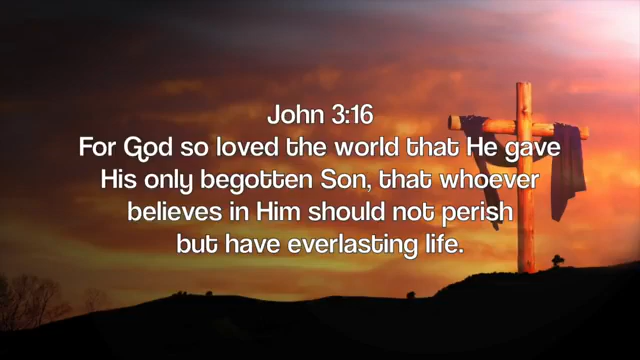 John 3:16
For God so loved the world that He gave
His only begotten Son, that whoever
believes in Him should not perish
but have everlasting life.